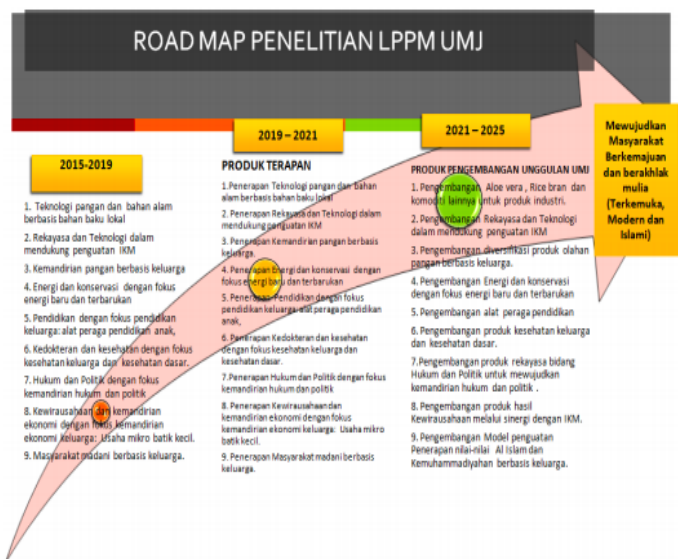 ROAD MAP PENELITIAN LPPM UMJ
2015-2019
1. Teknologi pangan dan bahan alam
berbasis bahan baku lokal
2. Rekayasa dan Teknologi dalam
mendukung penguatan IKM
3. Kemandirian pangan berbasis keluarga
4. Energi dan konservasi dengan fokus
energi baru dan terbarukan
5. Pendidikan dengan fokus pendidikan
keluarga: alat peraga pendidikan anak,
6. Kedokteran dan kesehatan dengan fokus
kesehatan keluarga dan kesehatan dasar.
7. Hukum dan Politik dengan fokus
kemandirian hukum dan politik
8. Kewirausahaan dan kemandirian
ekonomi dengan fokus kemandirian
ekonomi keluarga: Usaha mikro batik kecil.
9. Masyarakat madani berbasis keluarga.
2019 – 2021
PRODUK TERAPAN
1.Penerapan Teknologi pangan dan bahan
alam berbasis bahan baku lokal
2. Penerapan Rekayasa dan Teknologi dalam
mendukung penguatan IKM
3. Penerapan Kemandirian pangan berbasis
keluarga.
4. Penerapan Energi dan konservasi dengan
fokus energi baru dan terbarukan
5. Penerapan Pendidikan dengan fokus
pendidikan keluarga: alat peraga pendidikan
anak,
6. Penerapan Kedokteran dan kesehatan
dengan fokus kesehatan keluarga dan
kesehatan dasar.
7.Penerapan Hukum dan Politik dengan fokus
kemandirian hukum dan politik
8. Penerapan Kewirausahaan dan
kemandirian ekonomi dengan fokus
kemandirian ekonomi keluarga: Usaha mikro
batik kecil.
9. Penerapan Masyarakat madani berbasis
keluarga.
2021 – 2025
PRODUK PENGEMBANGAN UNGGULAN UMJ
1. Pengembangan Aloe vera , Rice bran dan
komoditi lainnya untuk produk industri.
2. Pengembangan Rekayasa dan Teknologi
dalam mendukung penguatan IKM
3. Pengembangan diversifikasi produk olahan
pangan berbasis keluarga.
4. Pengembangan Energi dan konservasi
dengan fokus energi baru dan terbarukan
5. Pengembangan alat peraga pendidikan
6. Pengembangan produk kesehatan keluarga
dan kesehatan dasar.
7.Pengembangan produk rekayasa bidang
Hukum dan Politik untuk mewujudkan
kemandirian hukum dan politik .
8. Pengembangan produk hasil
Kewirausahaan melalui sinergi dengan IKM.
9. Pengembangan Model penguatan
Penerapan nilai-nilai Al Islam dan
Kemuhammadiyahan berbasis keluarga.
Mewujudkan
Masyarakat
Berkemajuan
dan berakhlak
mulia
(Terkemuka,
Modern dan
Islami)